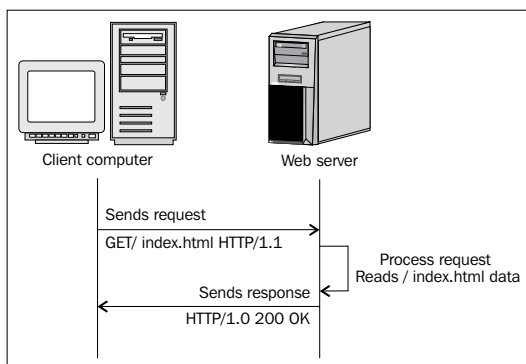 Client computer
Web server
Sends request
GET/ index.html HTTP/1.1
Process request
Reads / index.html data
Sends response
HTTP/1.0 200 OK